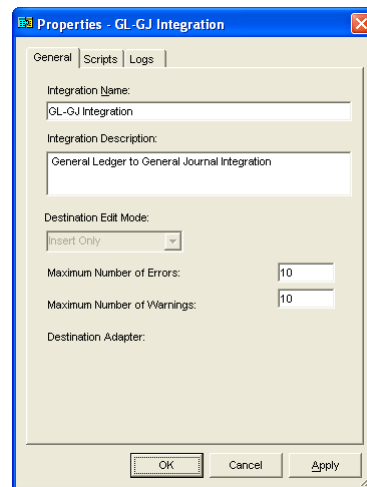 Properties - GL-GJ Integration
General Scripts Logs
Integration Name:
GL-GJ Integration
Integration Description:
General Ledger to General Journal Integration
Destination Edit Mode:
Insert Only
Maximum Number of Errors: 10
Maximum Number of Warnings: 10
Destination Adapter:
OK Cancel Apply